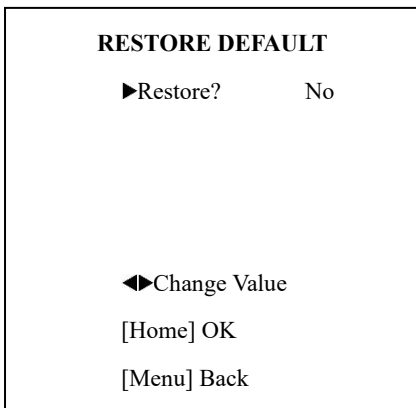 RESTORE DEFAULT
▶Restore? No
◀▶Change Value
[Home] OK
[Menu] Back